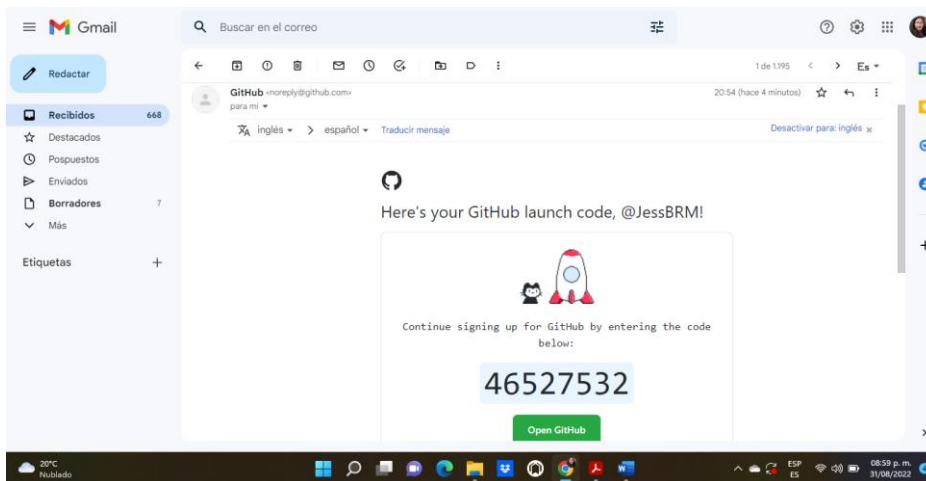 Gmail
Buscar en el correo
Redactar
1 de 1.195
Es
GitHub <noreply@github.com>
20:54 (hace 4 minutos)
para mí
Recibidos 668
inglés > español Traducir mensaje
Desactivar para: inglés x
Destacados
Pospuestos
Enviados
Borradores 7
Más
Etiquetas +
Here's your GitHub launch code, @JessBRM!
Continue signing up for GitHub by entering the code
below:
46527532
Open GitHub
20°C
Nublado
ESP
ES
08:59 p. m.
31/08/2022